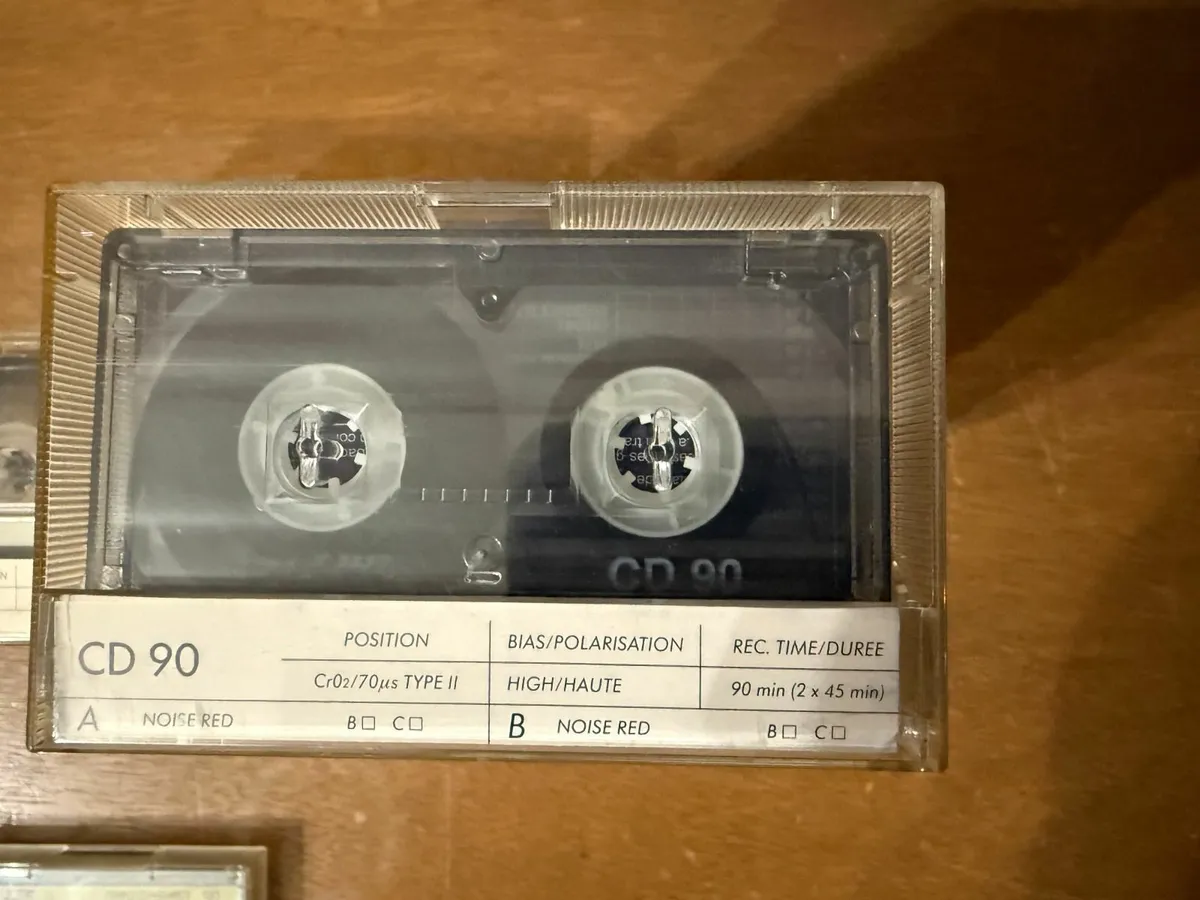 CD 90
CD 90
POSITION
BIAS/POLARISATION
REC. TIME/DUREE
CrO2/70µs TYPE II
HIGH/HAUTE
90 min (2 x 45 min)
A NOISE RED B☐ C☐
B NOISE RED B☐ C☐